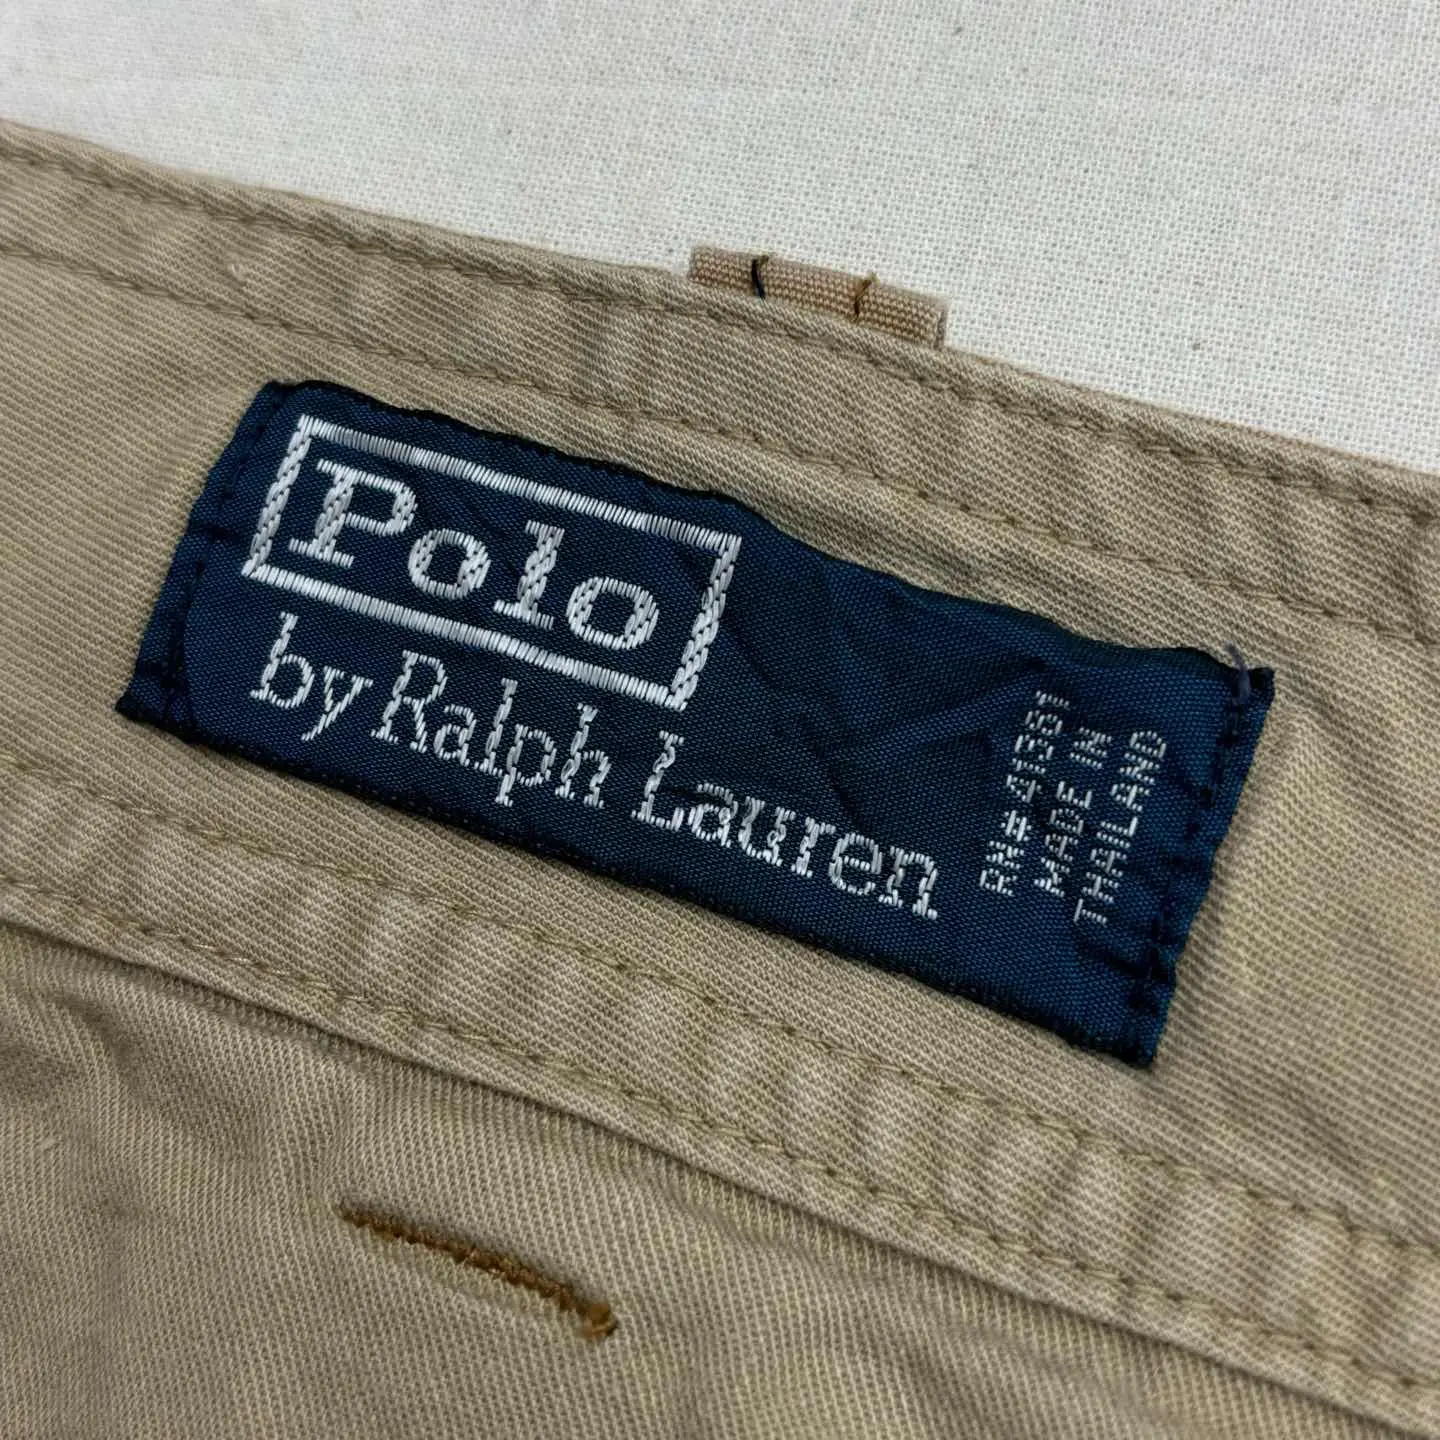 Polo
by Ralph Lauren
RN#41381
MADE IN
THAILAND